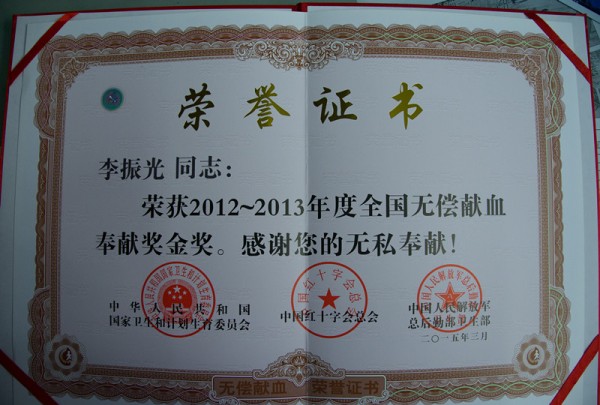 荣誉证书
李振光 同志：
荣获2012~2013年度全国无偿献血
奉献奖金奖。感谢您的无私奉献！
中华人民共和国
国家卫生和计划生育委员会
中国红十字会总会
中国人民解放军
总后勤部卫生部
二〇一五年三月
无偿献血 荣誉证书